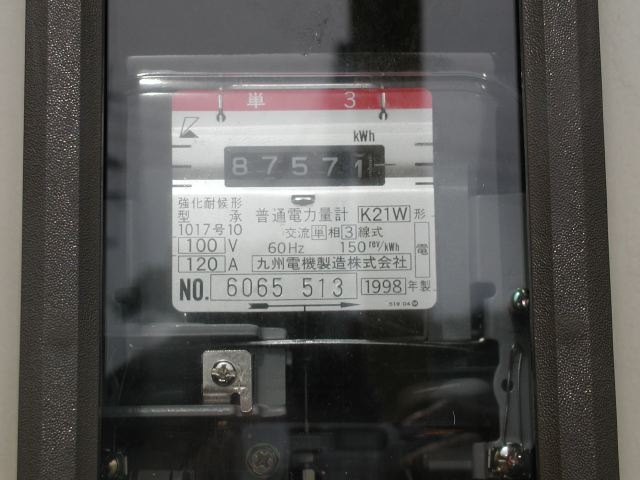 単 3
kWh
87571
強化耐候形
型 承
1017号10
普通電力量計 K21W 形
交流単相3線式
100 V
60Hz 150 rev/kWh
電
120 A
九州電機製造株式会社
NO. 6065 513
1998 年製